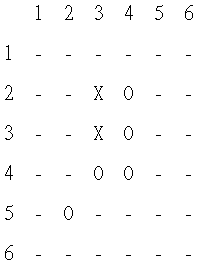 1 2 3 4 5 6
1 - - - - - -
2 - - X O - -
3 - - X O - -
4 - - O O - -
5 - O - - - -
6 - - - - - -